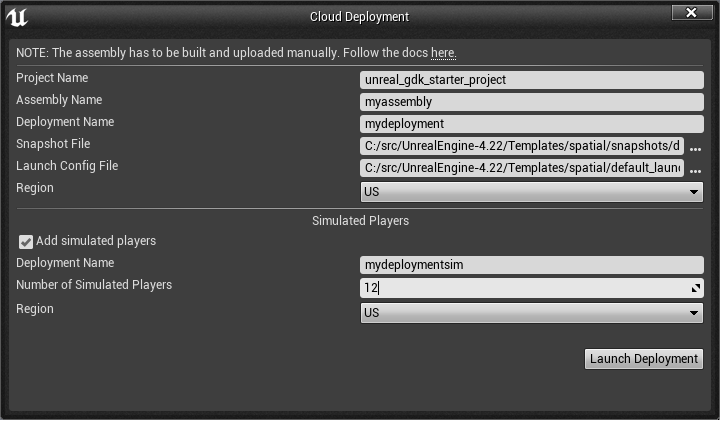 Cloud Deployment
NOTE: The assembly has to be built and uploaded manually. Follow the docs here.
Project Name unreal_gdk_starter_project
Assembly Name myassembly
Deployment Name mydeployment
Snapshot File C:/src/UnrealEngine-4.22/Templates/spatial/snapshots/d ...
Launch Config File C:/src/UnrealEngine-4.22/Templates/spatial/default_laun ...
Region US
Simulated Players
Add simulated players
Deployment Name mydeploymentsim
Number of Simulated Players 12
Region US
Launch Deployment